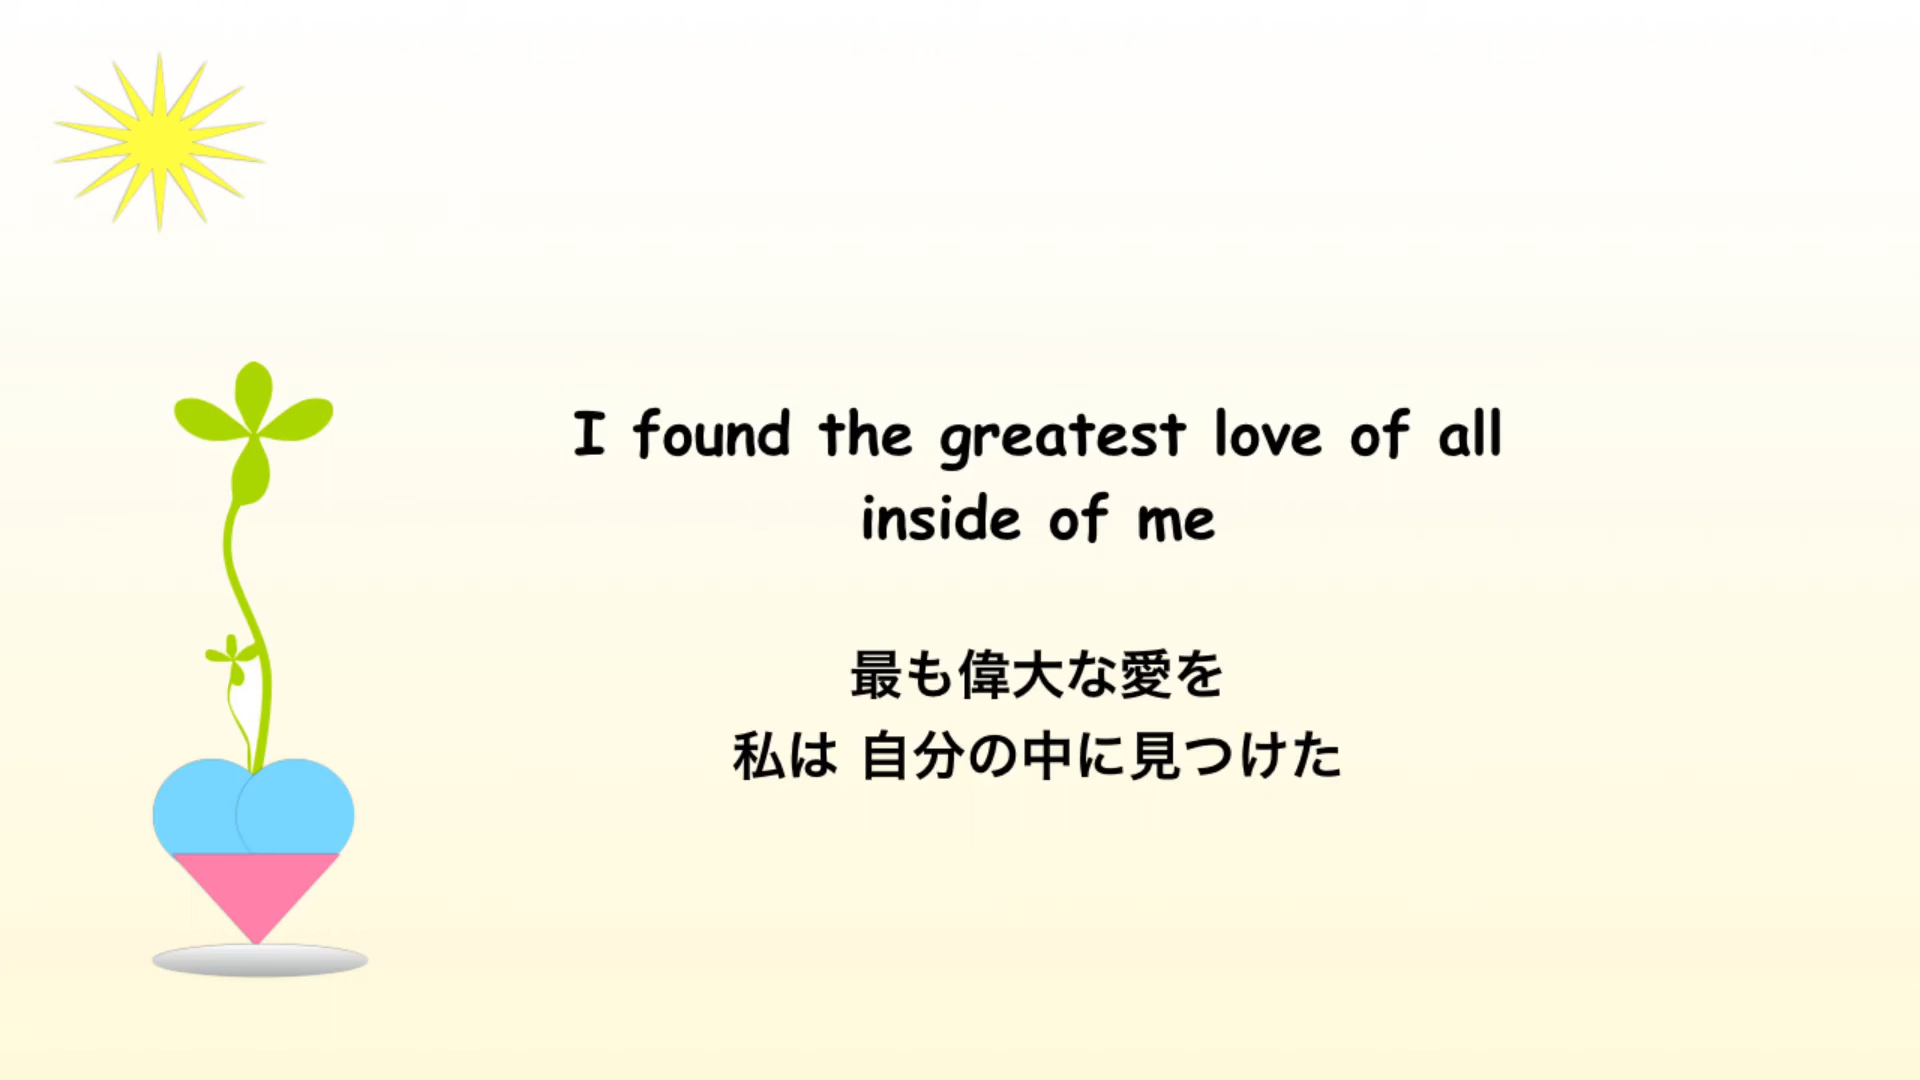 I found the greatest love of all
inside of me
最も偉大な愛を
私は 自分の中に見つけた